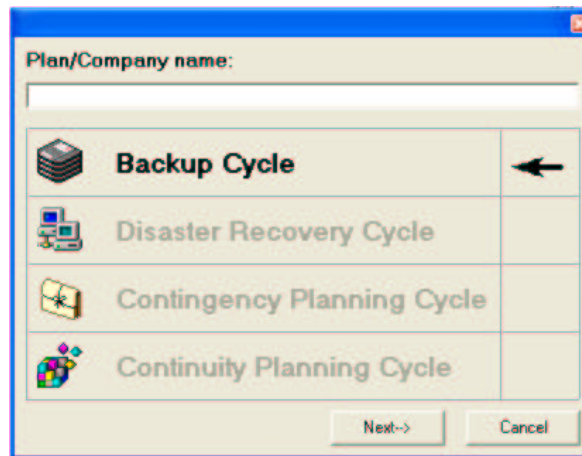 Plan/Company name:
Backup Cycle
Disaster Recovery Cycle
Contingency Planning Cycle
Continuity Planning Cycle
Next-->
Cancel